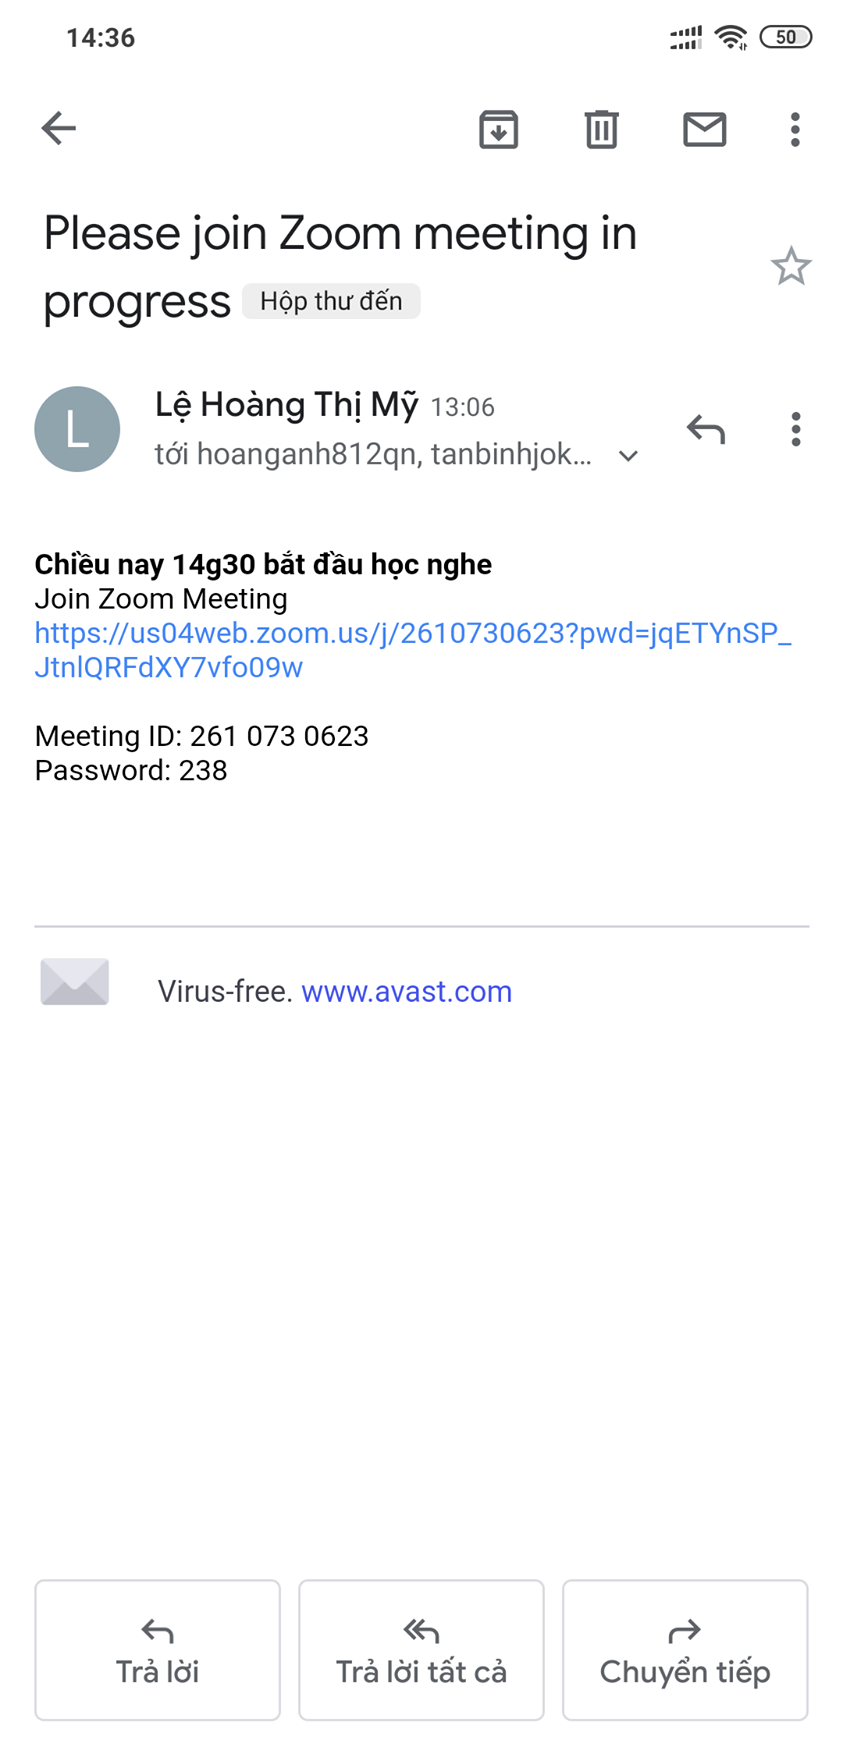 14:36
50
Please join Zoom meeting in
progress Hộp thư đến
L
Lệ Hoàng Thị Mỹ 13:06
tới hoanganh812qn, tanbinhjok...
Chiều nay 14g30 bắt đầu học nghe
Join Zoom Meeting
https://us04web.zoom.us/j/2610730623?pwd=jqETYnSP_
JtnlQRFdXY7vfo09w
Meeting ID: 261 073 0623
Password: 238
Virus-free. www.avast.com
Trả lời
Trả lời tất cả
Chuyển tiếp